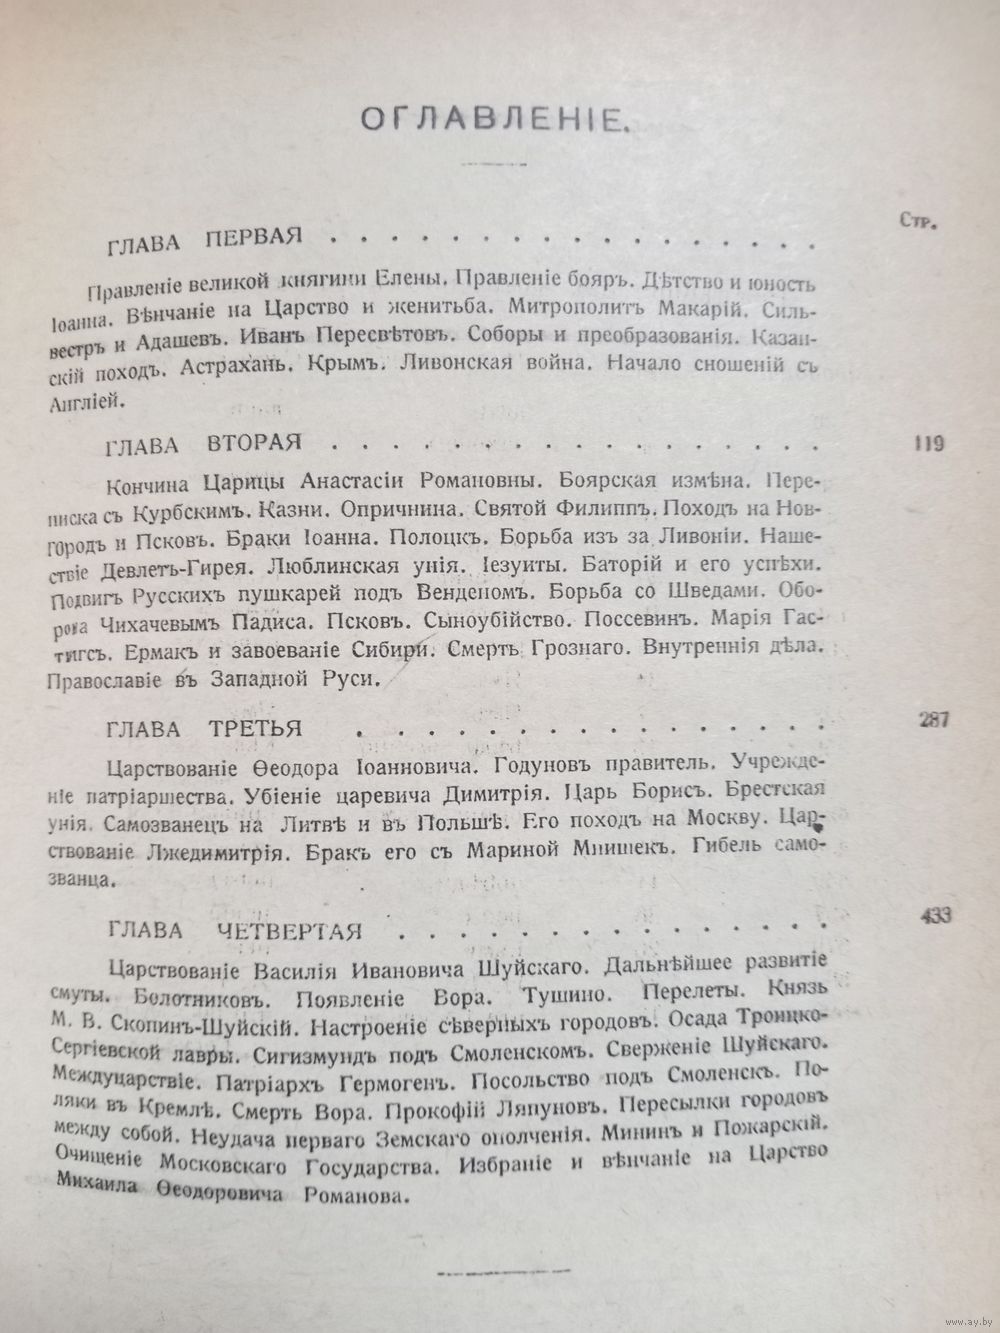 ОГЛАВЛЕНІЕ.
Стр.
ГЛАВА ПЕРВАЯ . . . . . . . . . . . . . . . . .
Правленіе великой княгини Елены. Правленіе бояръ. Дѣтство и юность
Іоанна. Вѣнчаніе на Царство и женитьба. Митрополитъ Макарій. Силь-
вестръ и Адашевъ. Иванъ Пересвѣтовъ. Соборы и преобразованія. Казан-
скій походъ. Астрахань. Крымъ. Ливонская война. Начало сношеній съ
Англіей.
ГЛАВА ВТОРАЯ . . . . . . . . . . . . . . . . . 119
Кончина Царицы Анастасіи Романовны. Боярская измѣна. Пере-
писка съ Курбскимъ. Казни. Опричнина. Святой Филиппъ. Походъ на Нов-
городъ и Псковъ. Браки Іоанна. Полоцкъ. Борьба изъ за Ливоніи. Наше-
ствіе Девлетъ-Гирея. Люблинская унія. Іезуиты. Баторій и его успѣхи.
Подвигъ Русскихъ пушкарей подъ Венденомъ. Борьба со Шведами. Обо-
рона Чихачевымъ Падиса. Псковъ. Сыноубійство. Поссевинъ. Марія Гас-
тингсъ. Ермакъ и завоеваніе Сибири. Смерть Грознаго. Внутреннія дѣла.
Православіе въ Западной Руси.
ГЛАВА ТРЕТЬЯ . . . . . . . . . . . . . . . . 287
Царствованіе Ѳеодора Іоанновича. Годуновъ правитель. Учрежде-
ніе патріаршества. Убіеніе царевича Димитрія. Царь Борисъ. Брестская
унія. Самозванецъ на Литвѣ и въ Польшѣ. Его походъ на Москву. Цар-
ствованіе Лжедимитрія. Бракъ его съ Мариной Мнишекъ. Гибель само-
званца.
ГЛАВА ЧЕТВЕРТАЯ . . . . . . . . . . . . . . . 433
Царствованіе Василія Ивановича Шуйскаго. Дальнѣйшее развитіе
смуты. Болотниковъ. Появленіе Вора. Тушино. Перелеты. Князь
М. В. Скопинъ-Шуйскій. Настроеніе сѣверныхъ городовъ. Осада Троицко-
Сергіевской лавры. Сигизмундъ подъ Смоленскомъ. Сверженіе Шуйскаго.
Междуцарствіе. Патріархъ Гермогенъ. Посольство подъ Смоленскъ. По-
ляки въ Кремлѣ. Смерть Вора. Прокофій Ляпуновъ. Пересылки городовъ
между собой. Неудача перваго Земскаго ополченія. Мининъ и Пожарскій.
Очищеніе Московскаго Государства. Избраніе и вѣнчаніе на Царство
Михаила Ѳеодоровича Романова.
www.ay.by